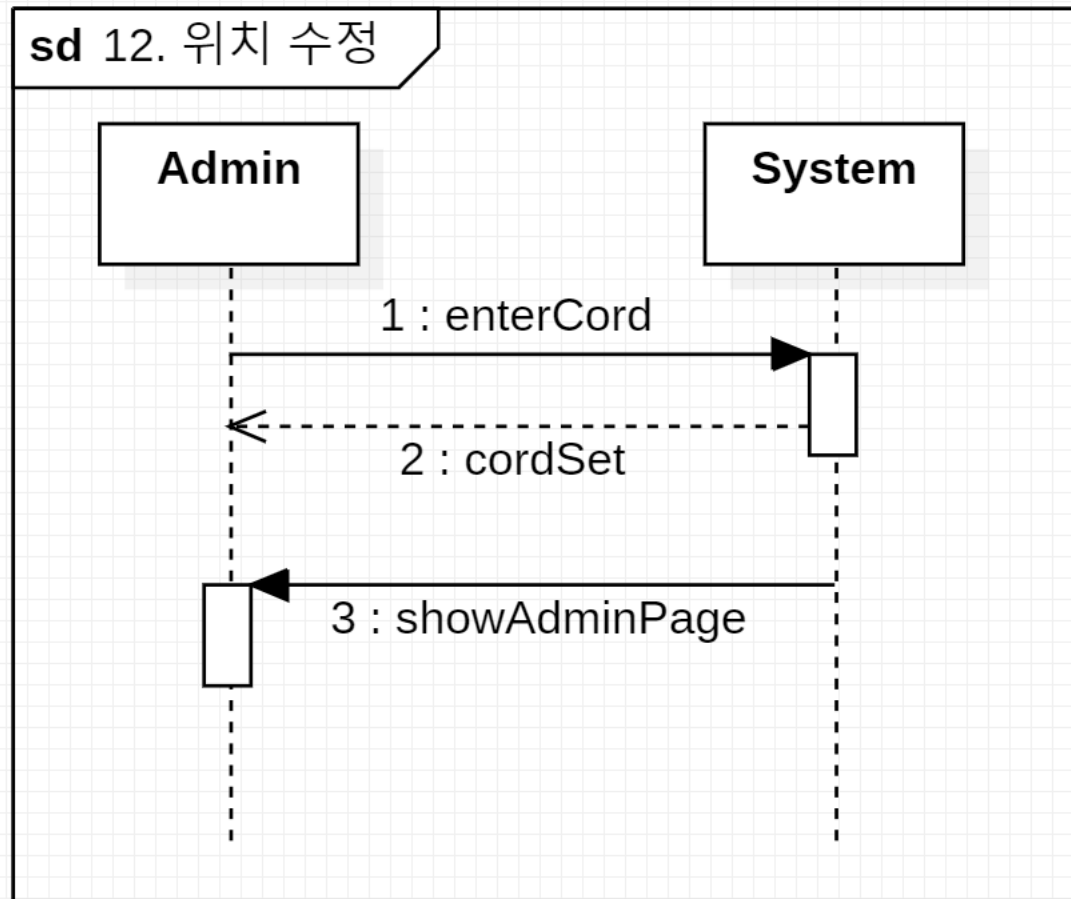 sd 12. 위치 수정
Admin
System
1 : enterCord
2 : cordSet
3 : showAdminPage